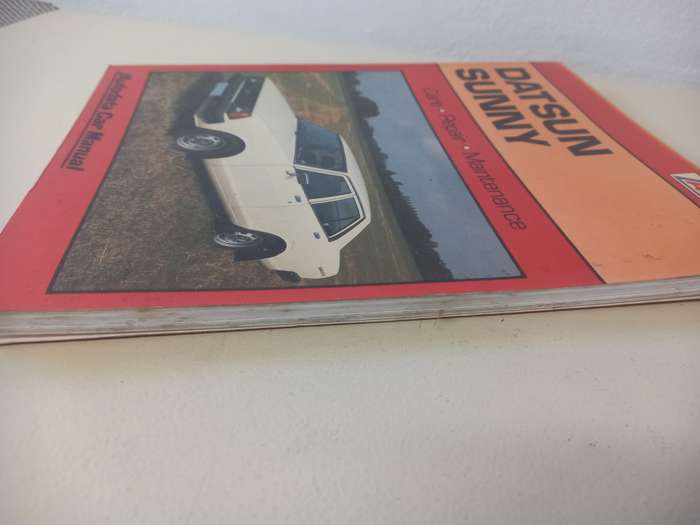 DATSUN
SUNNY
Care • Repair • Maintenance
Autodata Car Manual